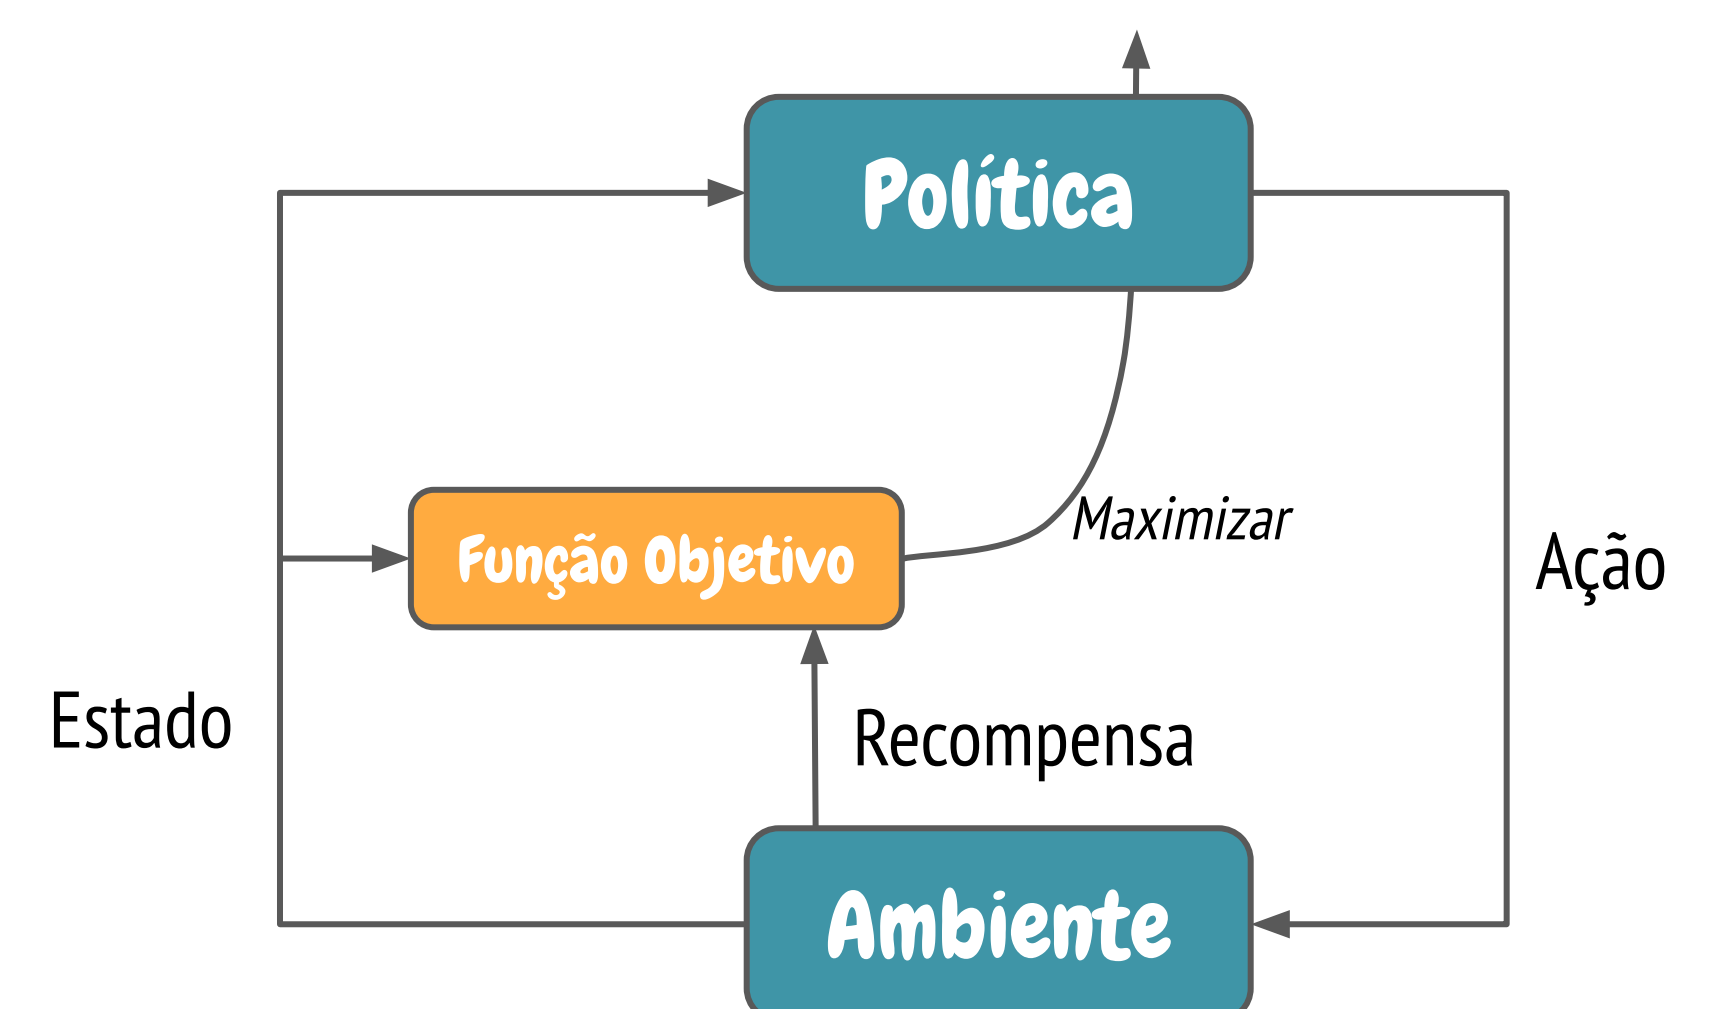 Política
Maximizar
Função Objetivo
Ação
Estado
Recompensa
Ambiente